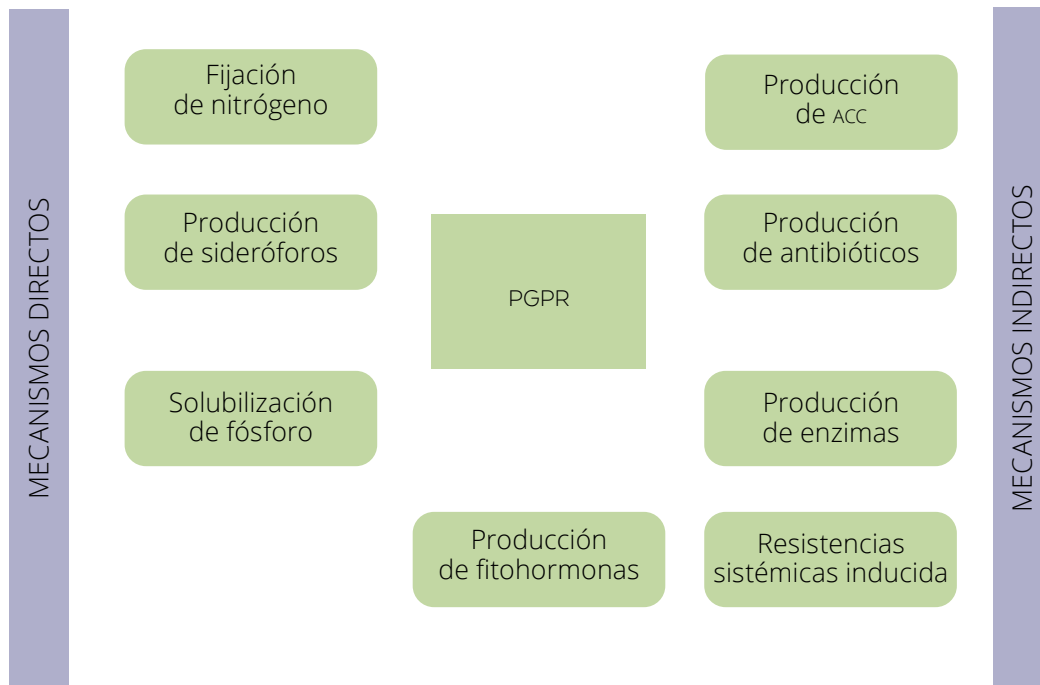 MECANISMOS DIRECTOS
Fijación
de nitrógeno
Producción
de sideróforos
Solubilización
de fósforo
PGPR
Producción
de fitohormonas
Producción
de ACC
Producción
de antibióticos
Producción
de enzimas
Resistencias
sistémicas inducida
MECANISMOS INDIRECTOS